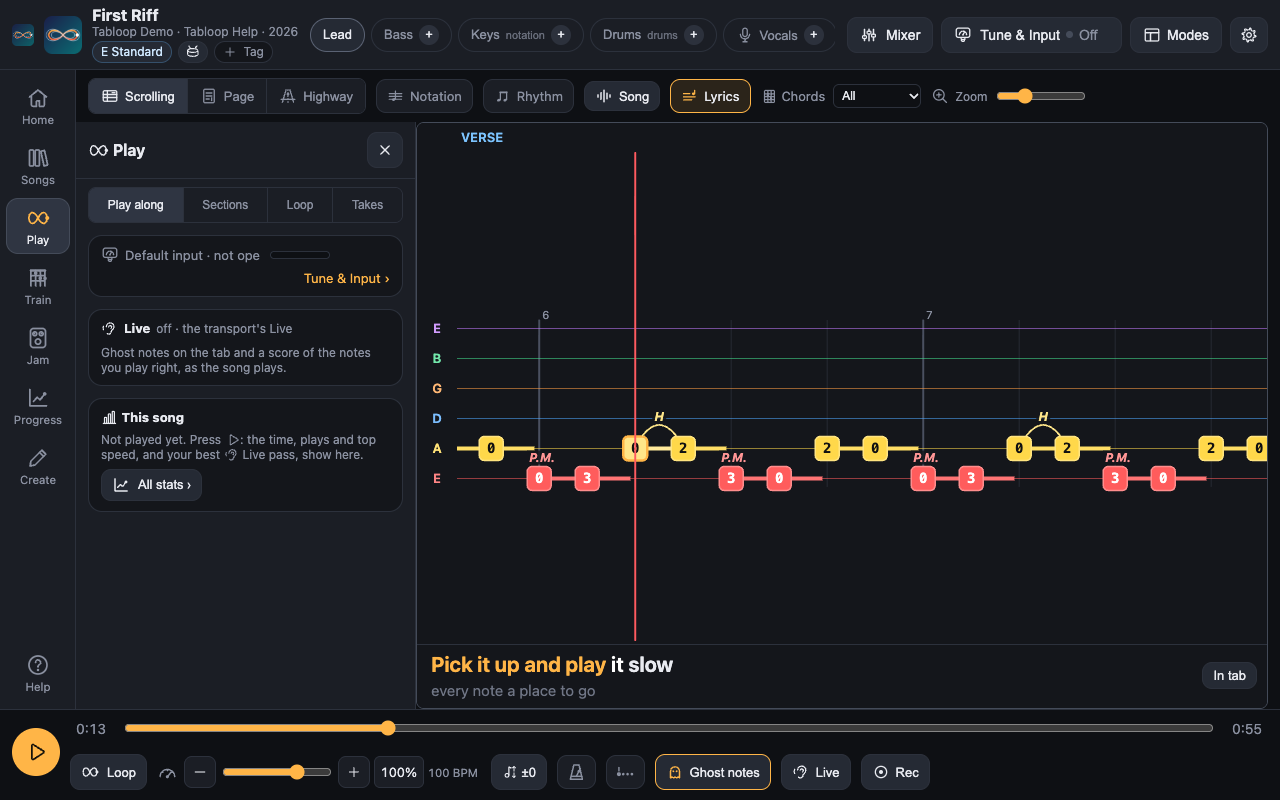 First Riff
Tabloop Demo · Tabloop Help · 2026
E Standard
+ Tag
Lead
Bass +
Keys notation +
Drums drums +
Vocals +
Mixer
Tune & Input Off
Modes
Home
Songs
Play
Train
Jam
Progress
Create
Help
Scrolling
Page
Highway
Notation
Rhythm
Song
Lyrics
Chords
All
Zoom
Play
Play along
Sections
Loop
Takes
Default input · not ope
Tune & Input ›
Live off · the transport's Live
Ghost notes on the tab and a score of the notes
you play right, as the song plays.
This song
Not played yet. Press ▷: the time, plays and top
speed, and your best Live pass, show here.
All stats ›
VERSE
6 7
E
B
G
D H H
A 0 0 2 2 0 0 2 2 0
P.M. P.M. P.M. P.M.
E 0 3 3 0 0 3 3 0
Pick it up and play it slow
every note a place to go
In tab
0:13
0:55
Loop
−
+
100%
100 BPM
±0
Ghost notes
Live
Rec